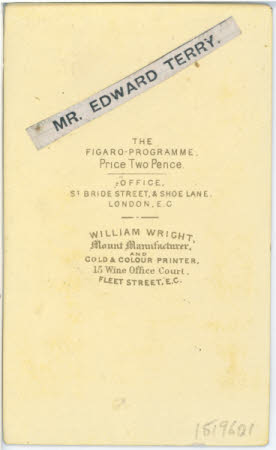 MR. EDWARD TERRY.
THE
FIGARO-PROGRAMME.
Price Two Pence.
OFFICE,
St BRIDE STREET, & SHOE LANE.
LONDON, E.C
WILLIAM WRIGHT,
Mount Manufacturer,
AND
GOLD & COLOUR PRINTER,
15 Wine Office Court,
FLEET STREET, E.C.
1519621